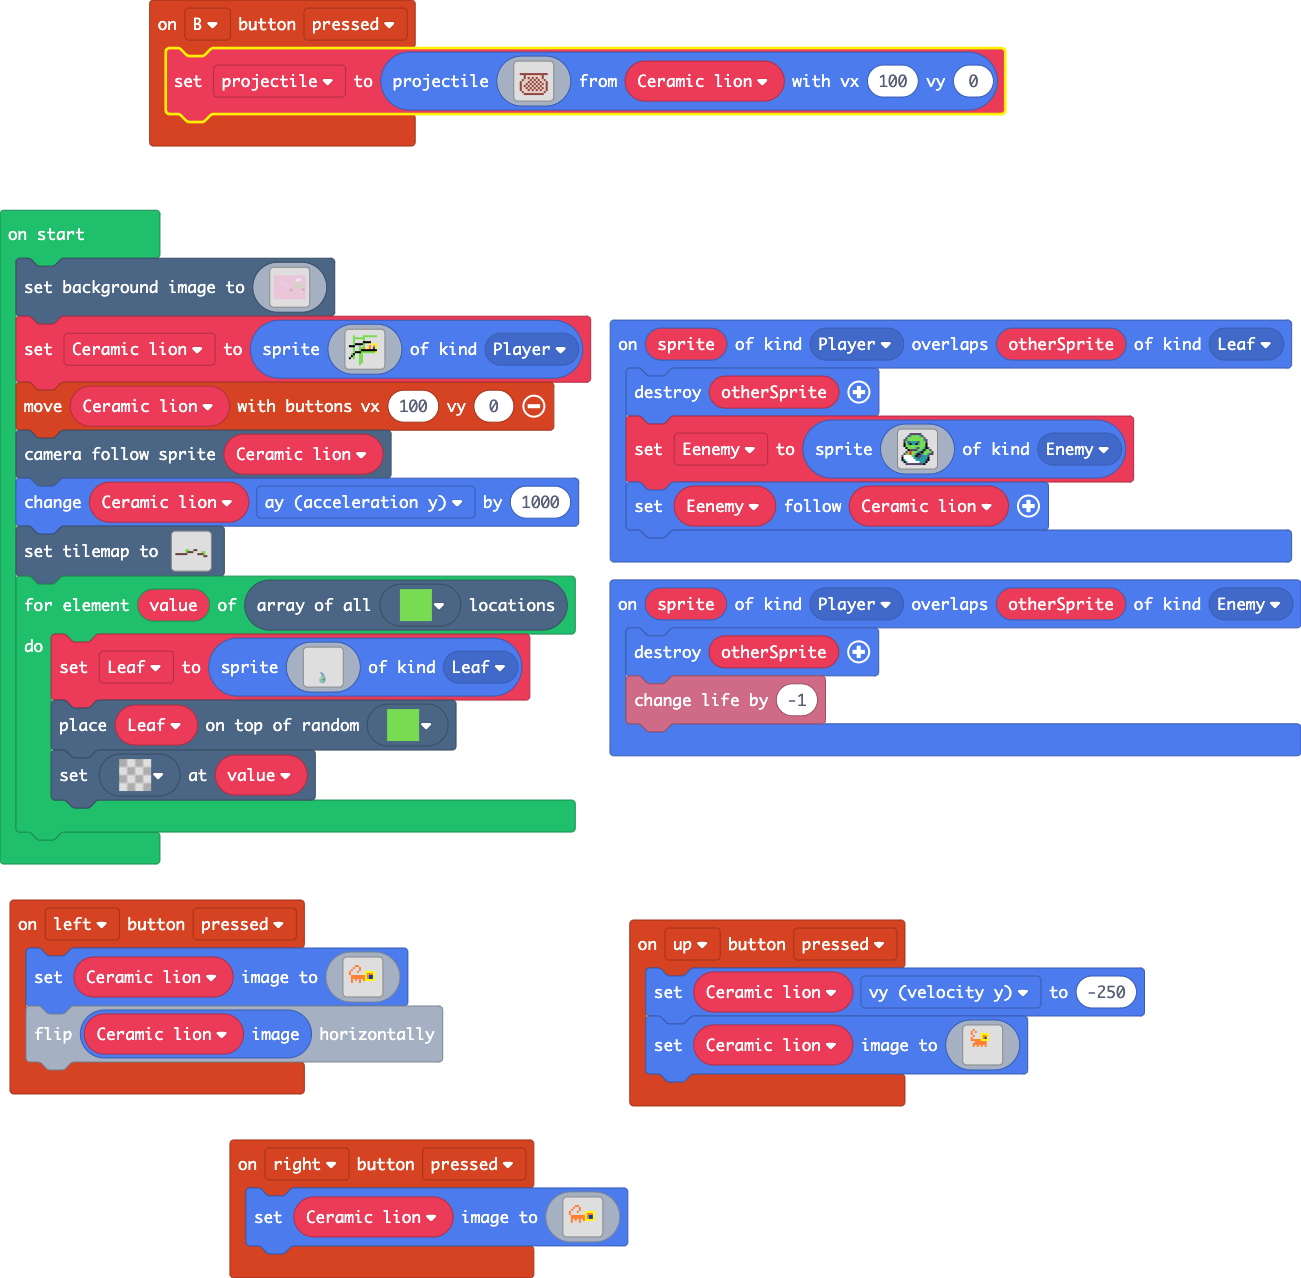 on B button pressed
set projectile to projectile from Ceramic lion with vx 100 vy 0
on start
set background image to
set Ceramic lion to sprite of kind Player
move Ceramic lion with buttons vx 100 vy 0
camera follow sprite Ceramic lion
change Ceramic lion ay (acceleration y) by 1000
set tilemap to
for element value of array of all locations
do
set Leaf to sprite of kind Leaf
place Leaf on top of random
set at value
on sprite of kind Player overlaps otherSprite of kind Leaf
destroy otherSprite
set Eenemy to sprite of kind Enemy
set Eenemy follow Ceramic lion
on sprite of kind Player overlaps otherSprite of kind Enemy
destroy otherSprite
change life by -1
on left button pressed
set Ceramic lion image to
flip Ceramic lion image horizontally
on up button pressed
set Ceramic lion vy (velocity y) to -250
set Ceramic lion image to
on right button pressed
set Ceramic lion image to